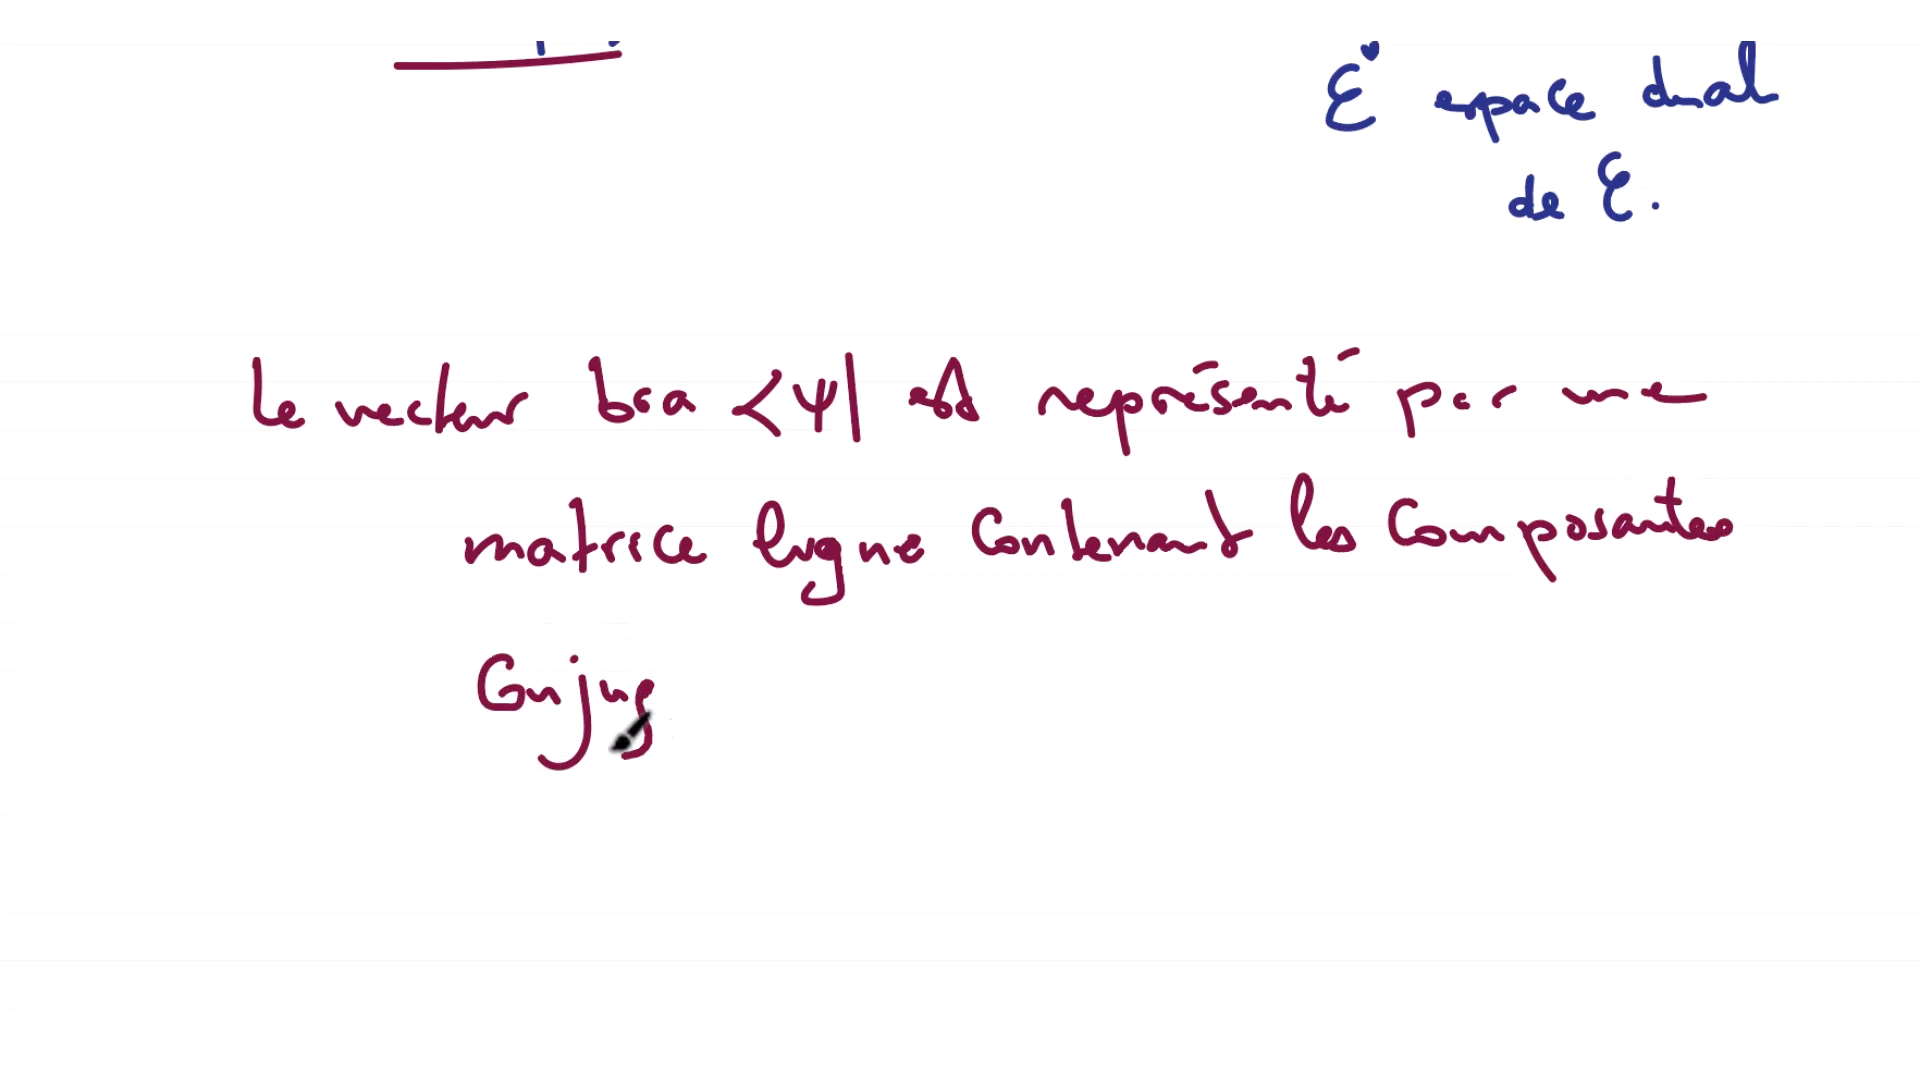 Ɛ* espace dual
de Ɛ.
Le vecteur bra <ψ| est représenté par une
matrice ligne contenant les composantes
Conjug